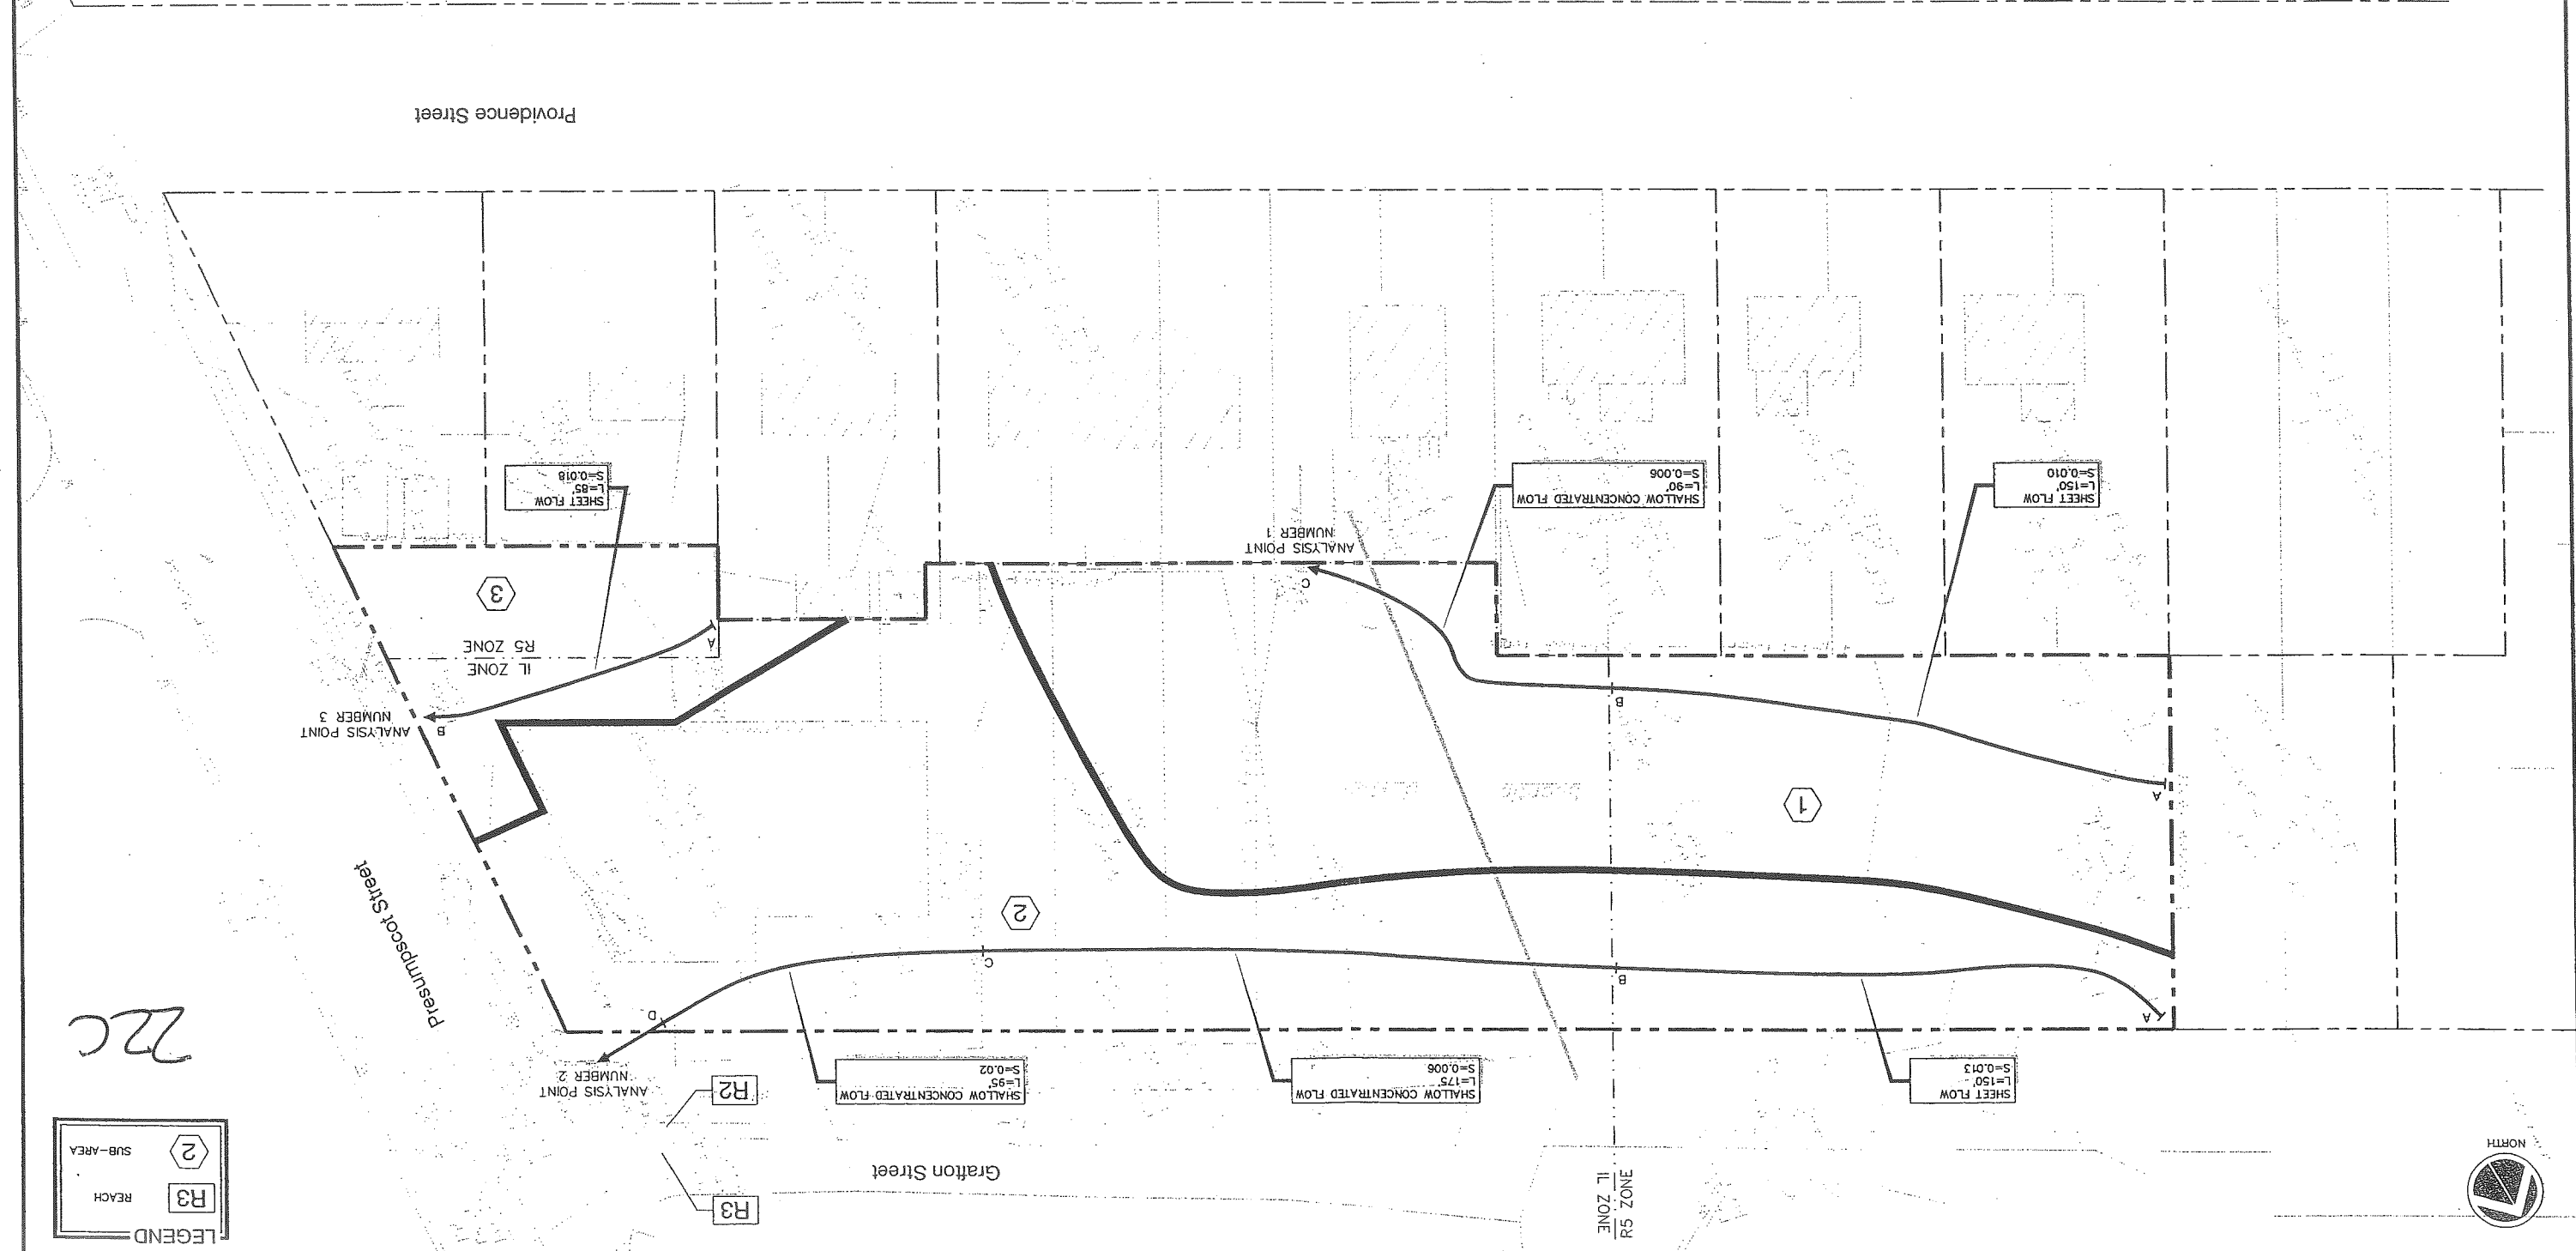 NORTH
R5 ZONE
IL ZONE
Grafton Street
R3
R2
LEGEND
R3 REACH
2 SUB-AREA
22C
SHEET FLOW
L=150'
S=0.013
SHALLOW CONCENTRATED FLOW
L=175'
S=0.006
SHALLOW CONCENTRATED FLOW
L=95'
S=0.02
ANALYSIS POINT
NUMBER 2
A
B
C
D
2
Presumpscot Street
A
1
B
C
ANALYSIS POINT
NUMBER 1
ANALYSIS POINT
NUMBER 3
B
IL ZONE
R5 ZONE
A
3
SHEET FLOW
L=150'
S=0.010
SHALLOW CONCENTRATED FLOW
L=90'
S=0.006
SHEET FLOW
L=85'
S=0.018
Providence Street